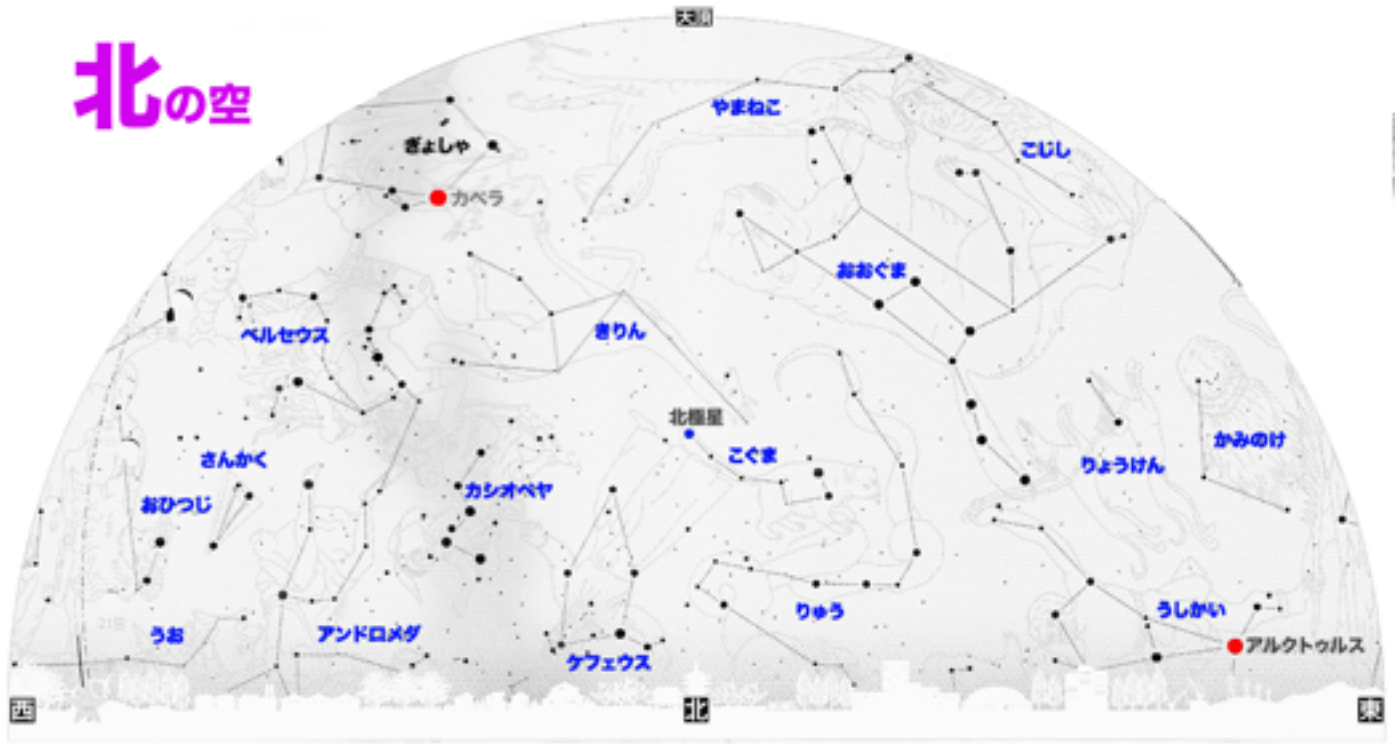 天頂
北の空
やまねこ
ぎょしゃ
こじし
カペラ
おおぐま
ペルセウス
きりん
北極星
かみのけ
こぐま
さんかく
りょうけん
カシオペヤ
おひつじ
りゅう
うしかい
うお
アンドロメダ
アルクトゥルス
ケフェウス
西
北
東